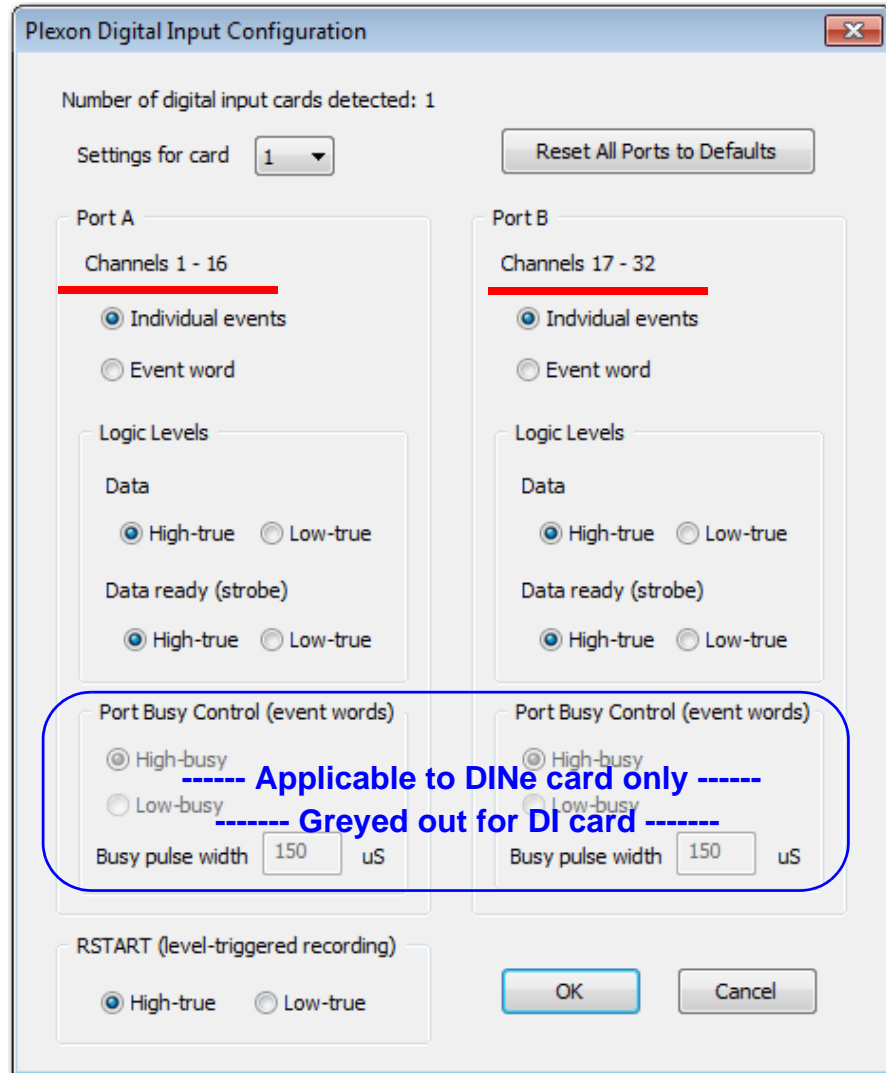 Plexon Digital Input Configuration
Number of digital input cards detected: 1
Settings for card 1
Reset All Ports to Defaults
Port A
Channels 1 - 16
Individual events
Event word
Logic Levels
Data
High-true Low-true
Data ready (strobe)
High-true Low-true
Port Busy Control (event words)
High-busy
Low-busy
Busy pulse width 150 uS
Port B
Channels 17 - 32
Indvidual events
Event word
Logic Levels
Data
High-true Low-true
Data ready (strobe)
High-true Low-true
Port Busy Control (event words)
High-busy
Low-busy
Busy pulse width 150 uS
------ Applicable to DINe card only ------
------- Greyed out for DI card -------
RSTART (level-triggered recording)
High-true Low-true
OK
Cancel